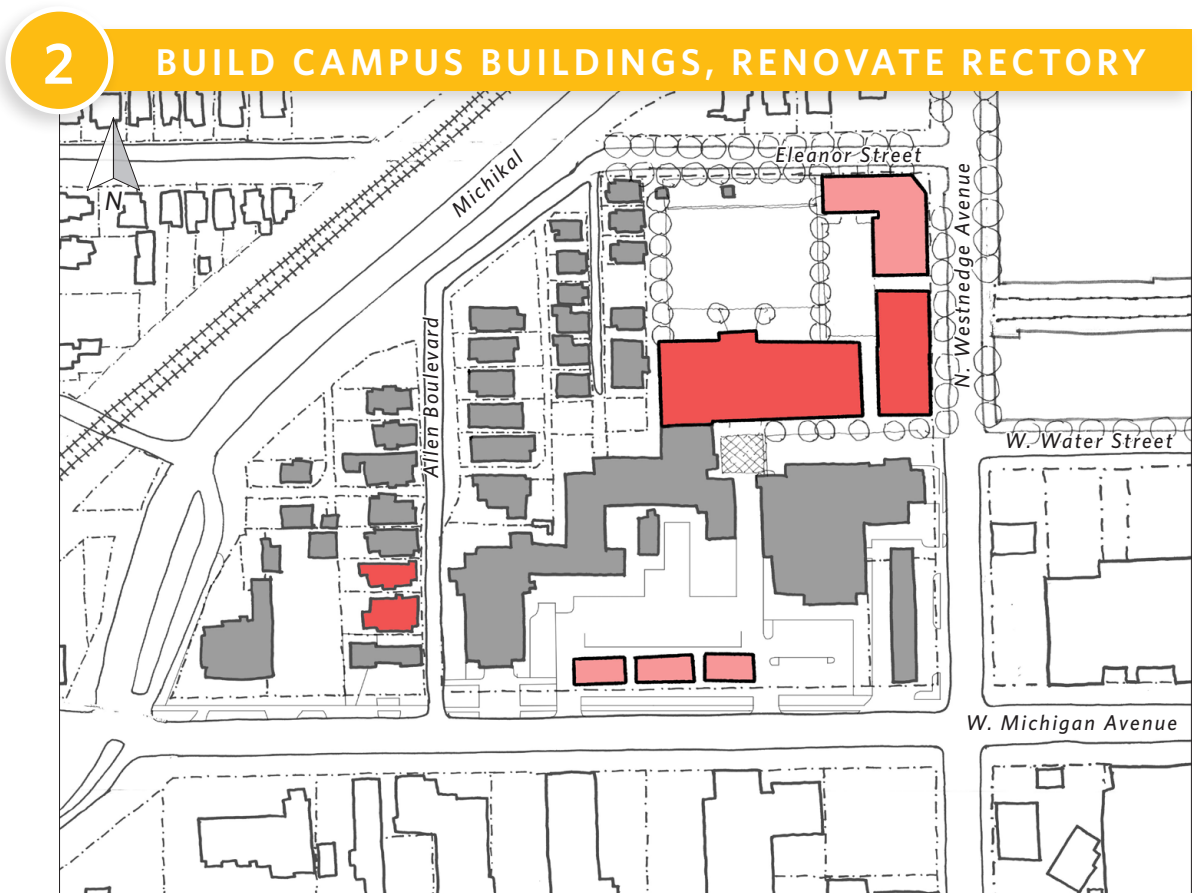 2
BUILD CAMPUS BUILDINGS, RENOVATE RECTORY
N
Michikal
Eleanor Street
N. Westnedge Avenue
Allen Boulevard
W. Water Street
W. Michigan Avenue